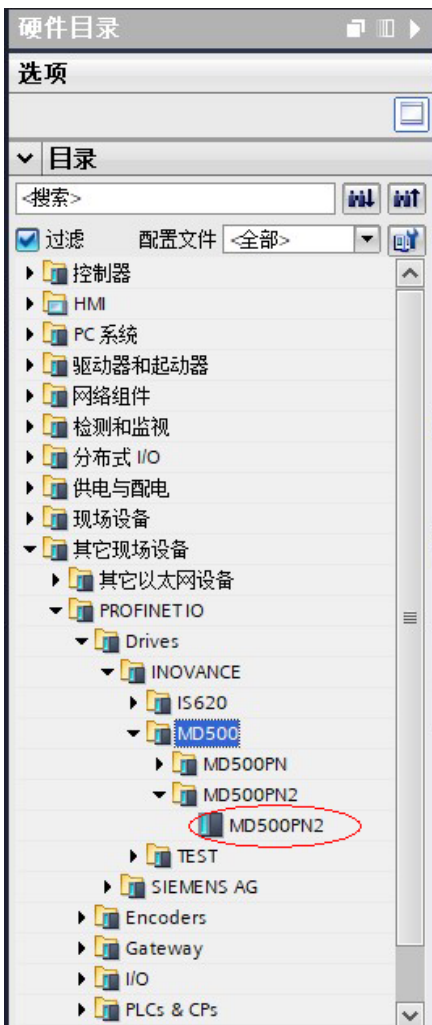 硬件目录
选项
目录
<搜索>
过滤 配置文件 <全部>
控制器
HMI
PC 系统
驱动器和起动器
网络组件
检测和监视
分布式 I/O
供电与配电
现场设备
其它现场设备
其它以太网设备
PROFINET IO
Drives
INOVANCE
IS620
MD500
MD500PN
MD500PN2
MD500PN2
TEST
SIEMENS AG
Encoders
Gateway
I/O
PLCs & CPs